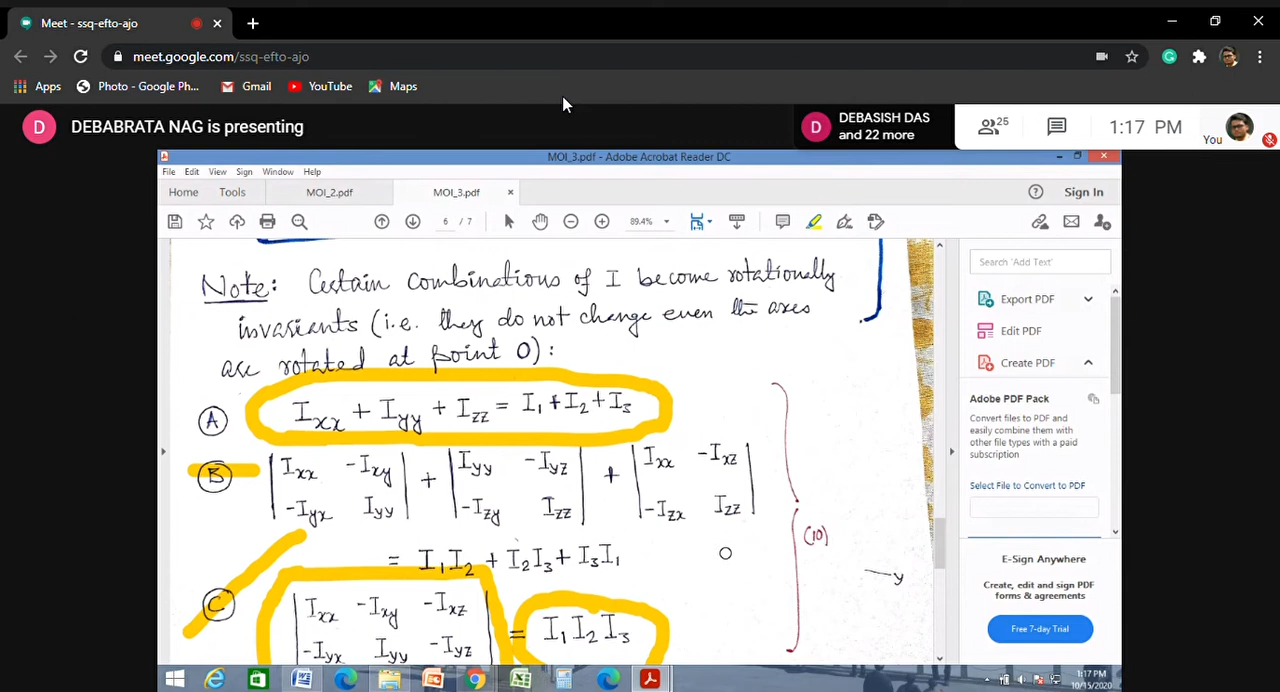 Meet - ssq-efto-ajo
meet.google.com/ssq-efto-ajo
Apps Photo - Google Ph... Gmail YouTube Maps
D DEBABRATA NAG is presenting
D DEBASISH DAS and 22 more
25
1:17 PM
You
MOI_3.pdf - Adobe Acrobat Reader DC
File Edit View Sign Window Help
Home Tools MOI_2.pdf MOI_3.pdf × Sign In
6 / 7 89.4%
Note: Certain combinations of I become rotationally
invariants (i.e. they do not change even the axes
are rotated at point O):
(A) Ixx + Iyy + Izz = I1 + I2 + I3
(B) | Ixx -Ixy | + | Iyy -Iyz | + | Ixx -Ixz |
| -Iyx Iyy | | -Izy Izz | | -Izx Izz |
= I1I2 + I2I3 + I3I1
(10)
y
(C) | Ixx -Ixy -Ixz |
| -Iyx Iyy -Iyz | = I1I2I3
Search 'Add Text'
Export PDF
Edit PDF
Create PDF
Adobe PDF Pack
Convert files to PDF and
easily combine them with
other file types with a paid
subscription
Select File to Convert to PDF
E-Sign Anywhere
Create, edit and sign PDF
forms & agreements
Free 7-day Trial
1:17 PM
10/15/2020